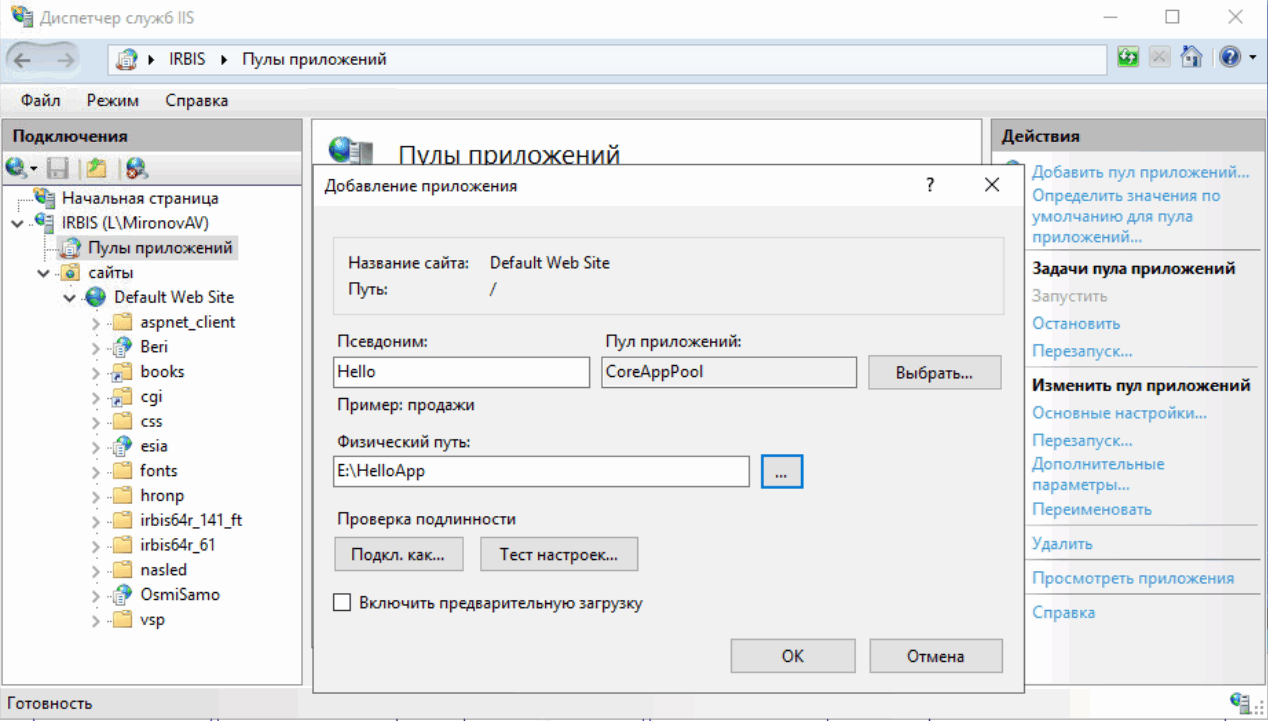 Диспетчер служб IIS
IRBIS
Пулы приложений
Файл Режим Справка
Подключения
Начальная страница
IRBIS (L\MironovAV)
Пулы приложений
сайты
Default Web Site
aspnet_client
Beri
books
cgi
css
esia
fonts
hronp
irbis64r_141_ft
irbis64r_61
nasled
OsmiSamo
vsp
Пулы приложений
Добавление приложения
?
Название сайта: Default Web Site
Путь: /
Псевдоним: Пул приложений:
Hello CoreAppPool Выбрать...
Пример: продажи
Физический путь:
E:\HelloApp ...
Проверка подлинности
Подкл. как... Тест настроек...
Включить предварительную загрузку
OK Отмена
Действия
Добавить пул приложений...
Определить значения по
умолчанию для пула
приложений...
Задачи пула приложений
Запустить
Остановить
Перезапуск...
Изменить пул приложений
Основные настройки...
Перезапуск...
Дополнительные
параметры...
Переименовать
Удалить
Просмотреть приложения
Справка
Готовность